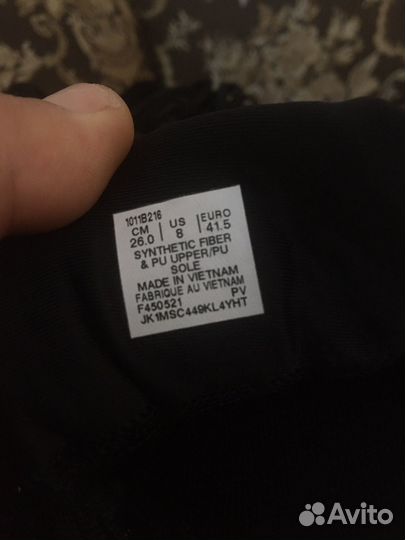 1011B216
CM US EURO
26.0 8 41.5
SYNTHETIC FIBER
& PU UPPER/PU
SOLE
MADE IN VIETNAM
FABRIQUE AU VIETNAM
F450521 PV
JK1MSC449KL4YHT
Avito